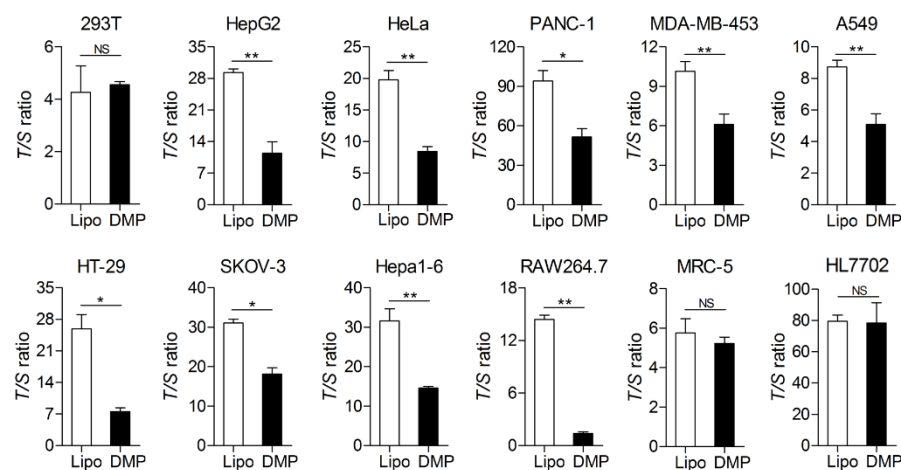 293T
NS
T/S ratio
6
4
2
0
Lipo DMP
HepG2
**
T/S ratio
35
28
21
14
7
0
Lipo DMP
HeLa
**
T/S ratio
25
20
15
10
5
0
Lipo DMP
PANC-1
*
T/S ratio
120
90
60
30
0
Lipo DMP
MDA-MB-453
**
T/S ratio
12
9
6
3
0
Lipo DMP
A549
**
T/S ratio
10
8
6
4
2
0
Lipo DMP
HT-29
*
T/S ratio
35
28
21
14
7
0
Lipo DMP
SKOV-3
*
T/S ratio
40
30
20
10
0
Lipo DMP
Hepa1-6
**
T/S ratio
40
30
20
10
0
Lipo DMP
RAW264.7
**
T/S ratio
18
12
6
0
Lipo DMP
MRC-5
NS
T/S ratio
8
6
4
2
0
Lipo DMP
HL7702
NS
T/S ratio
100
80
60
40
20
0
Lipo DMP